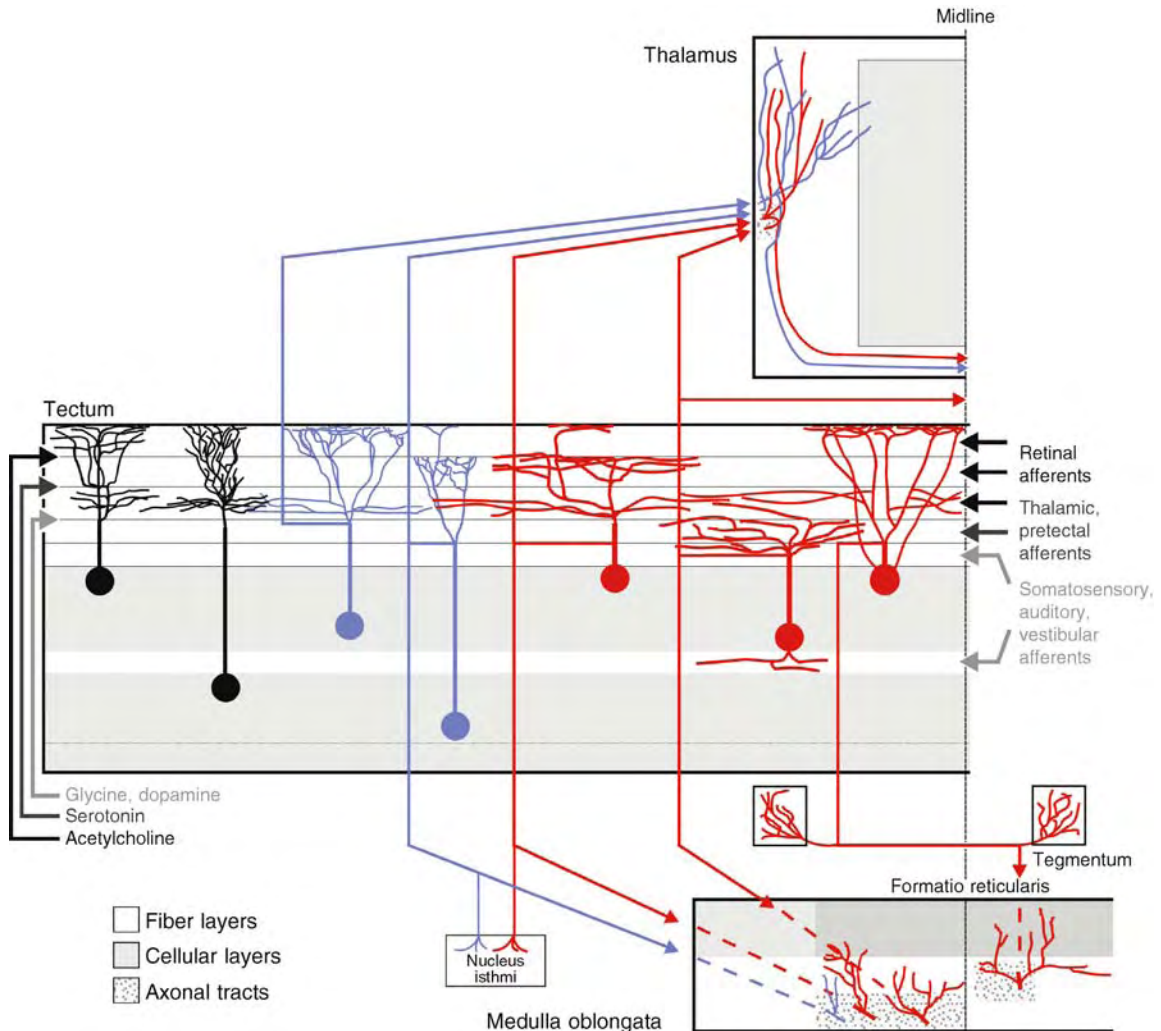 Midline
Thalamus
Tectum
Retinal
afferents
Thalamic,
pretectal
afferents
Somatosensory,
auditory,
vestibular
afferents
Glycine, dopamine
Serotonin
Acetylcholine
Tegmentum
Formatio reticularis
Fiber layers
Cellular layers
Axonal tracts
Nucleus
isthmi
Medulla oblongata